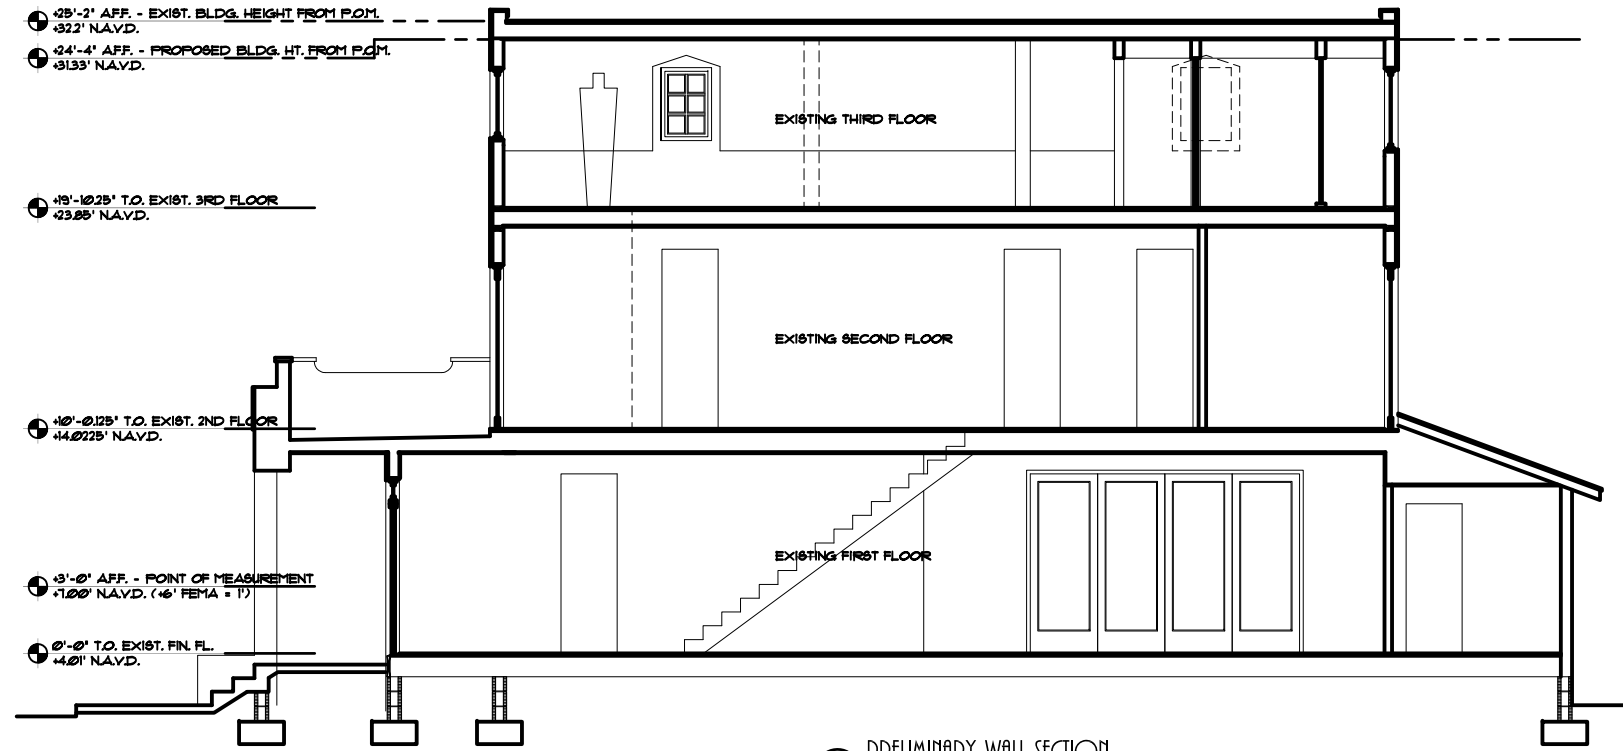 +25'-2" A.F.F. - EXIST. BLDG. HEIGHT FROM P.O.M.
+32.2' N.A.V.D.
+24'-4" A.F.F. - PROPOSED BLDG. HT. FROM P.O.M.
+31.33' N.A.V.D.
EXISTING THIRD FLOOR
+19'-10.25" T.O. EXIST. 3RD FLOOR
+23.85' N.A.V.D.
EXISTING SECOND FLOOR
+10'-0.125" T.O. EXIST. 2ND FLOOR
+14.0225' N.A.V.D.
EXISTING FIRST FLOOR
+3'-0" A.F.F. - POINT OF MEASUREMENT
+7.00' N.A.V.D. (+6' FEMA = 1')
0'-0" T.O. EXIST. FIN. FL.
+4.01' N.A.V.D.
PRELIMINARY WALL SECTION